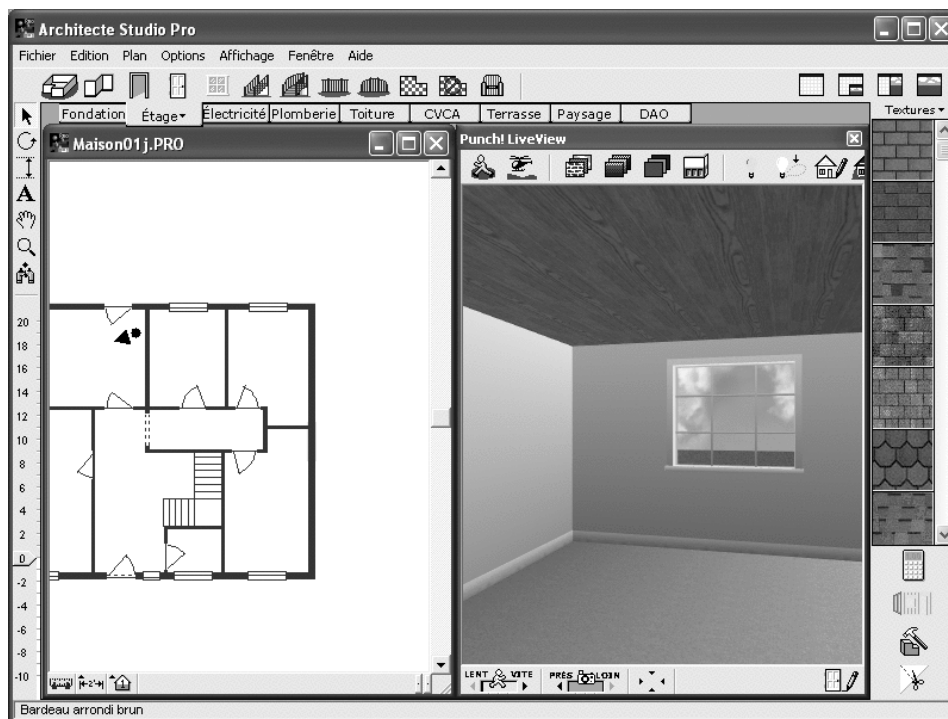 Architecte Studio Pro
Fichier Edition Plan Options Affichage Fenêtre Aide
Fondation Étage Électricité Plomberie Toiture CVCA Terrasse Paysage DAO
Textures
Maison01j.PRO
Punch! LiveView
A
20
18
16
14
12
10
8
6
4
2
0
-2
-4
-6
-8
-10
2'
1
LENT VITE PRÈS LOIN
Bardeau arrondi brun